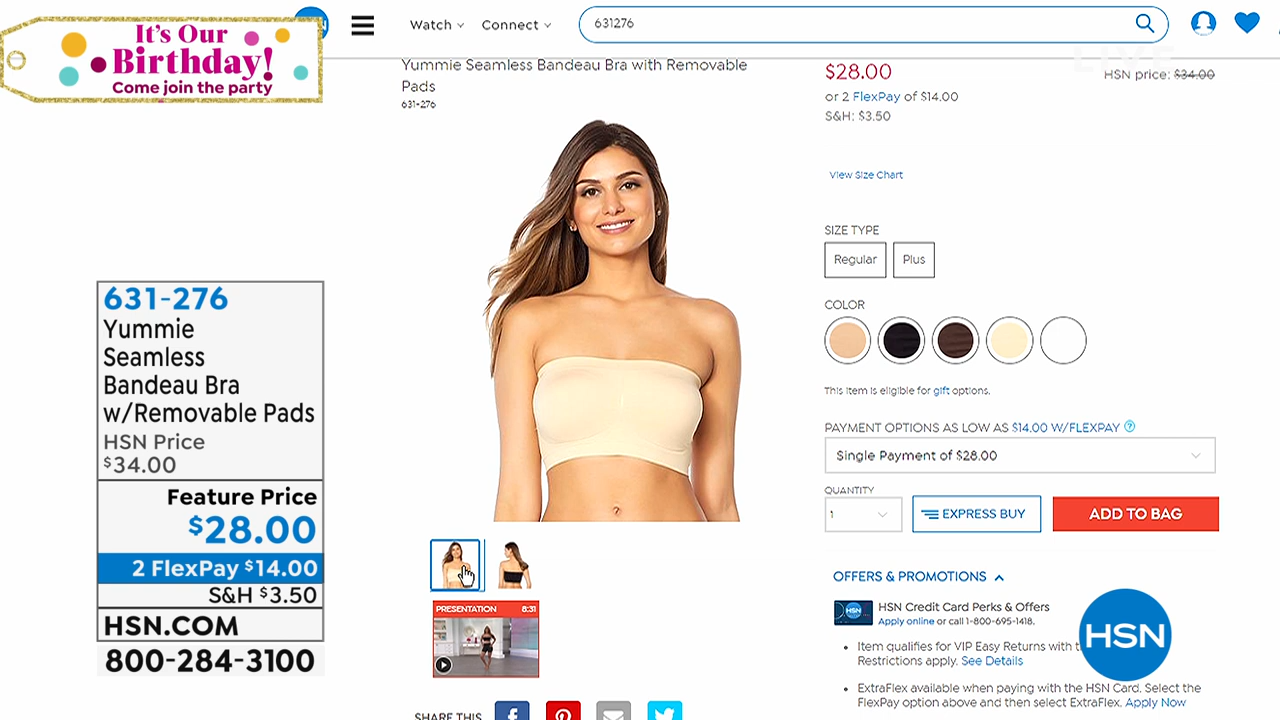 It's Our
Birthday!
Come join the party
Watch
Connect
631276
LIVE
Yummie Seamless Bandeau Bra with Removable
Pads
631-276
$28.00
HSN price: $34.00
or 2 FlexPay of $14.00
S&H: $3.50
View Size Chart
SIZE TYPE
Regular
Plus
COLOR
This item is eligible for gift options.
PAYMENT OPTIONS AS LOW AS $14.00 W/FLEXPAY ?
Single Payment of $28.00
QUANTITY
1
EXPRESS BUY
ADD TO BAG
OFFERS & PROMOTIONS
HSN
HSN Credit Card Perks & Offers
Apply online or call 1-800-695-1418.
Item qualifies for VIP Easy Returns with
Restrictions apply. See Details
ExtraFlex available when paying with the HSN Card. Select the
FlexPay option above and then select ExtraFlex. Apply Now
HSN
PRESENTATION 8:31
SHARE THIS
631-276
Yummie
Seamless
Bandeau Bra
w/Removable Pads
HSN Price
$34.00
Feature Price
$28.00
2 FlexPay $14.00
S&H $3.50
HSN.COM
800-284-3100